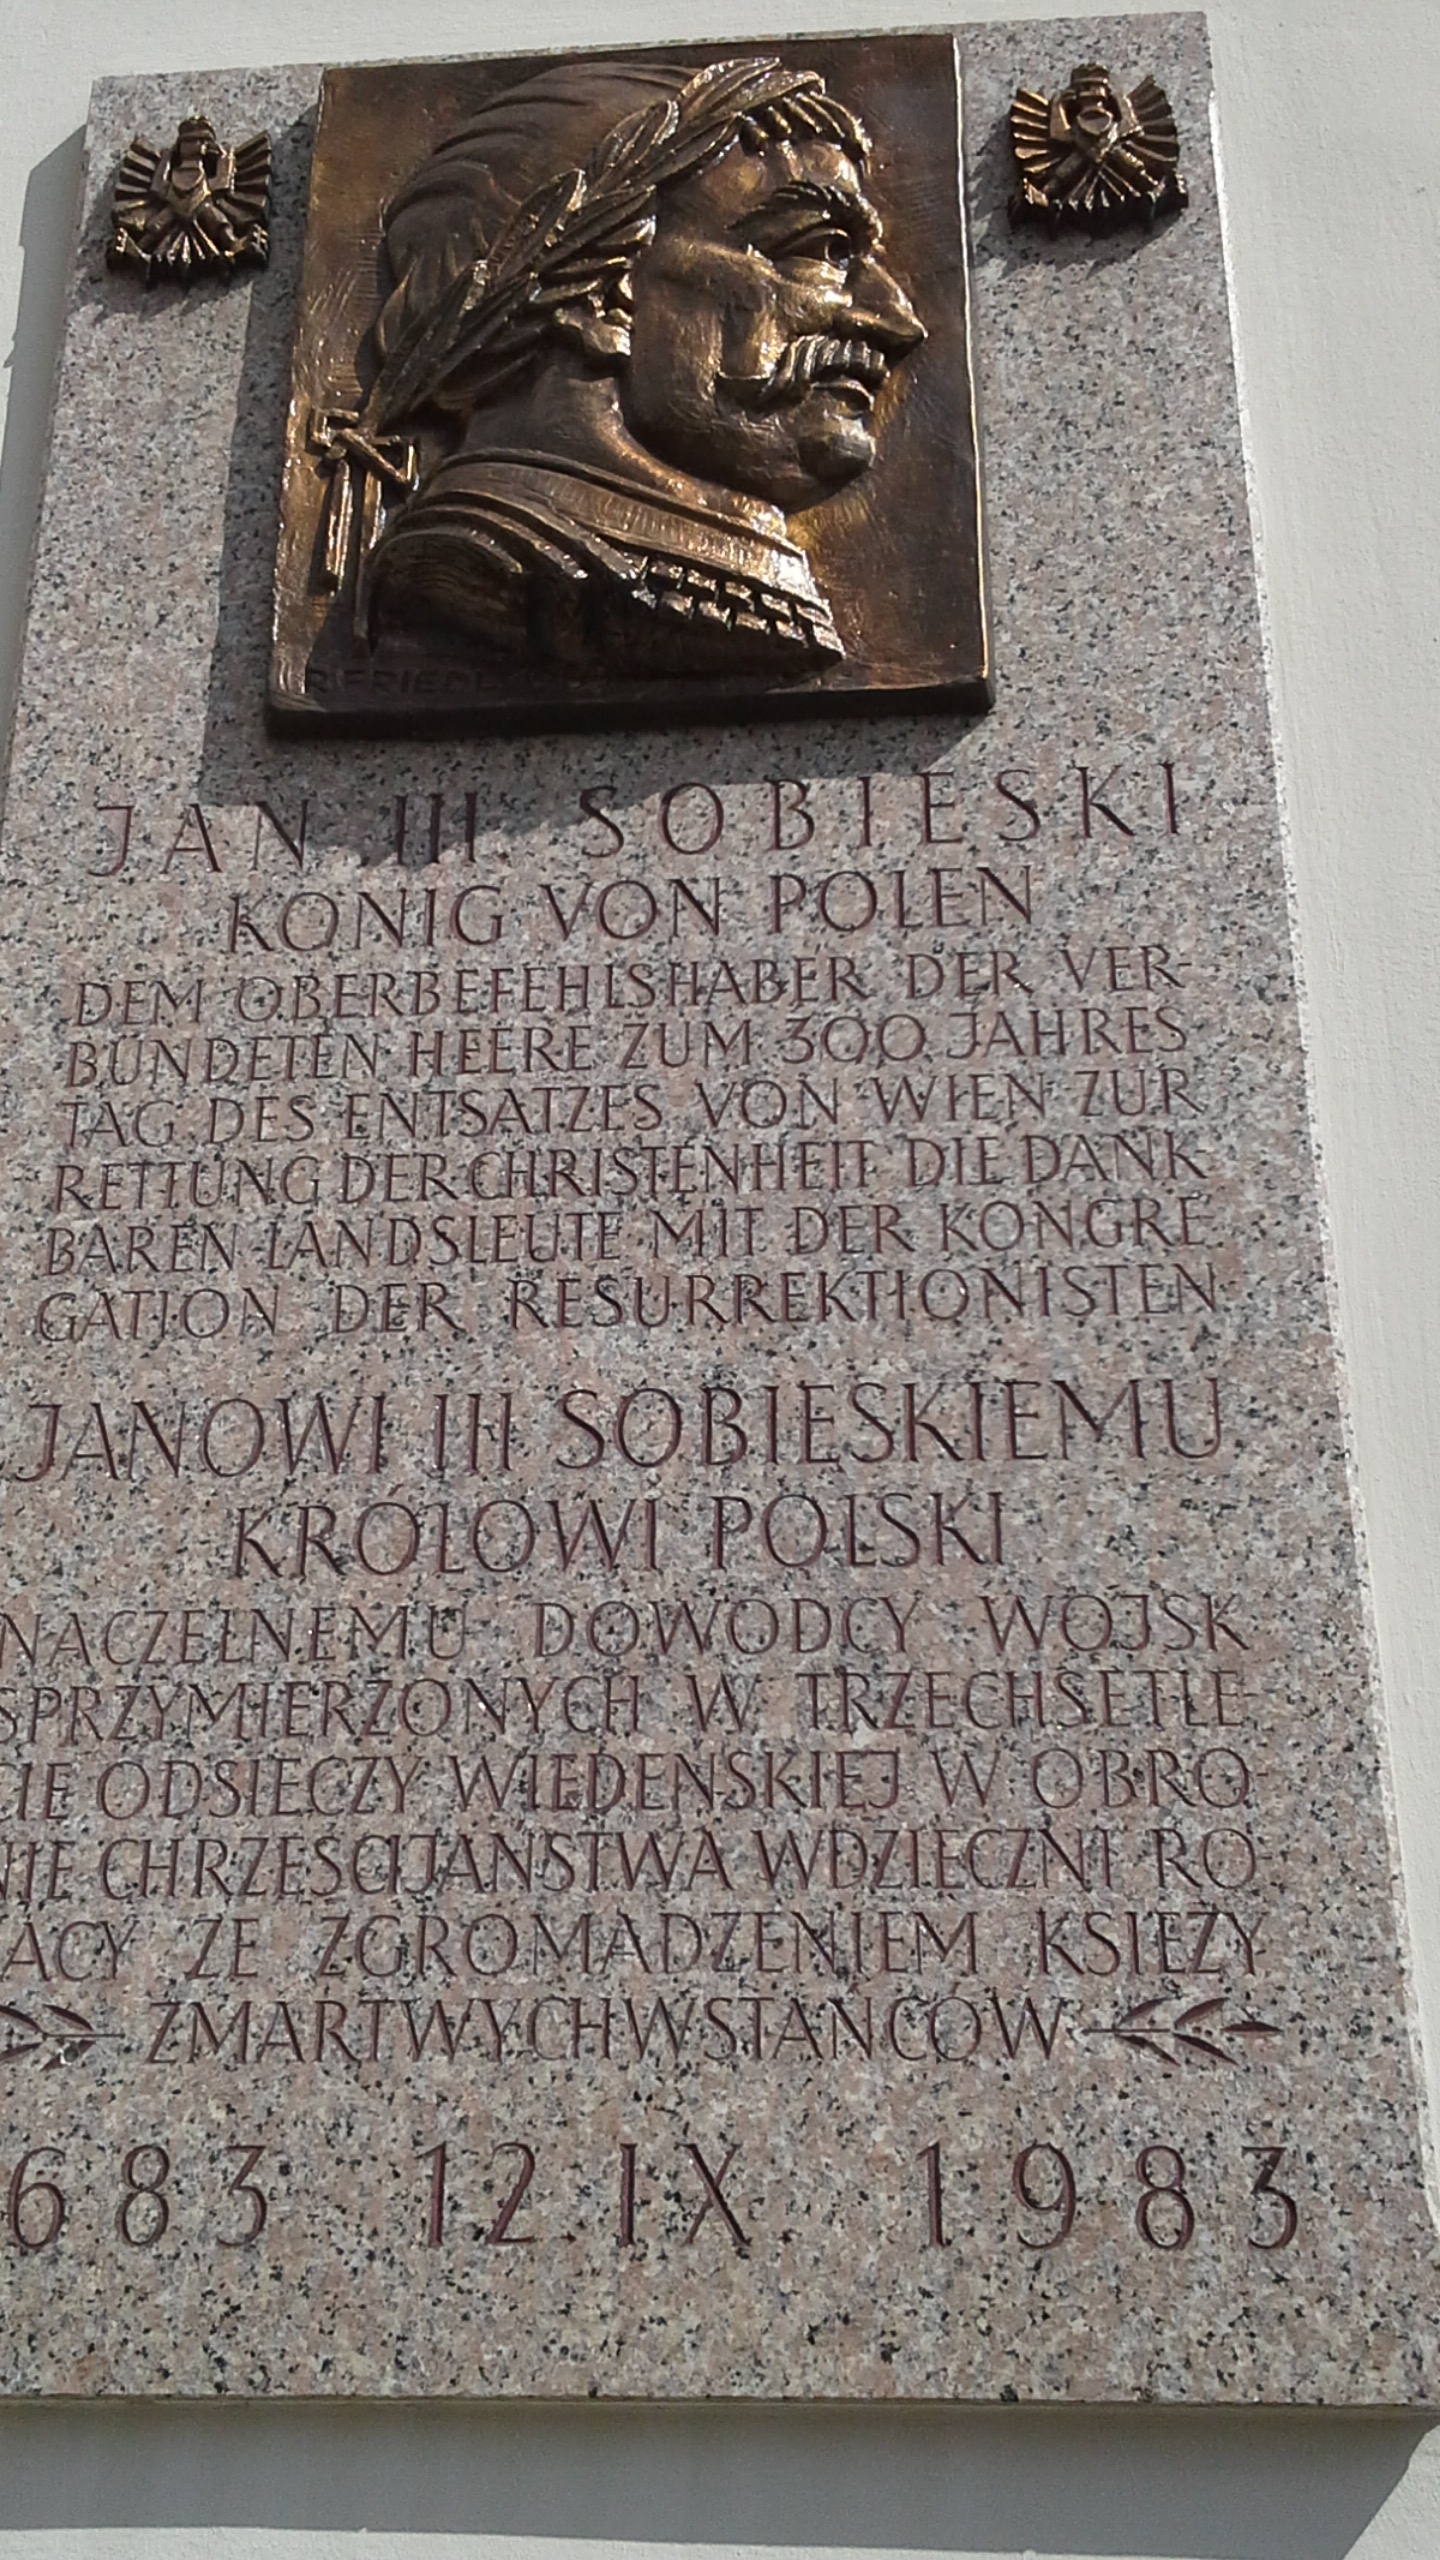 R FRIEDL
JAN III SOBIESKI
KONIG VON POLEN
DEM OBERBEFEHLSHABER DER VER-
BUNDETEN HEERE ZUM 300 JAHRES
TAG DES ENTSATZES VON WIEN ZUR
RETTUNG DER CHRISTENHEIT DIE DANK
BAREN LANDSLEUTE MIT DER KONGRE
GATION DER RESURREKTIONISTEN
JANOWI III SOBIESKIEMU
KRÓLOWI POLSKI
NACZELNEMU DOWODCY WOJSK
SPRZYMIERZONYCH W TRZECHSETLE-
CIE ODSIECZY WIEDENSKIEJ W OBRO-
NIE CHRZESCIJANSTWA WDZIECZNI RO-
ACY ZE ZGROMADZENIEM KSIEZY
ZMARTWYCHWSTANCÓW
683 12 IX 1983